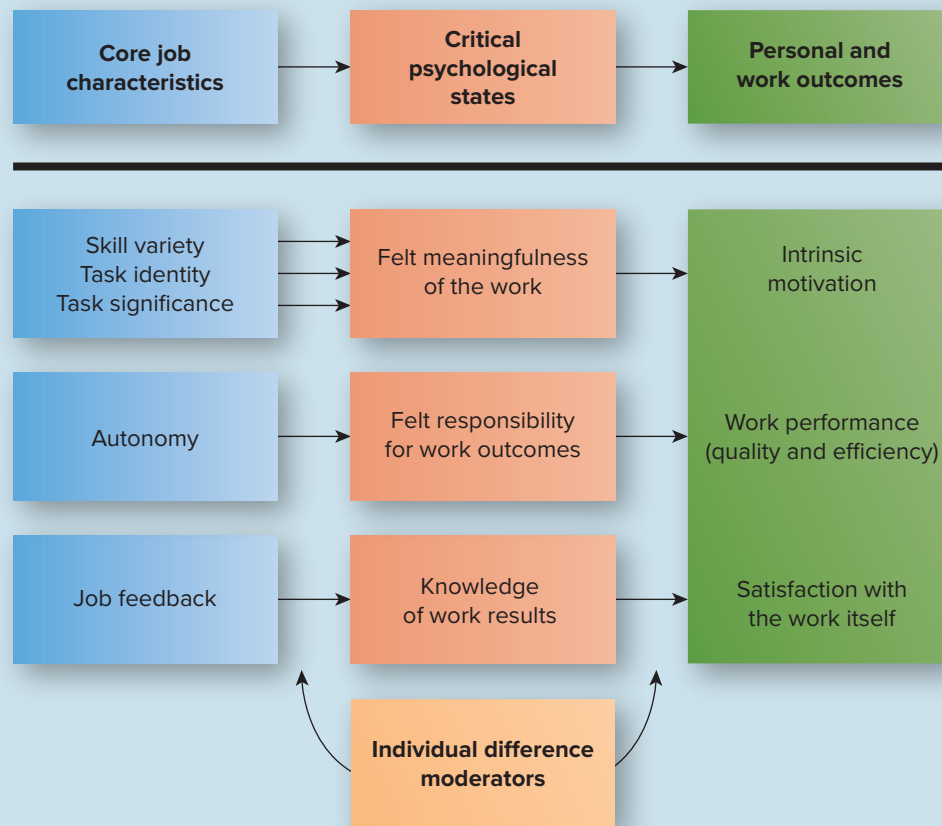 Core job
characteristics
Critical
psychological
states
Personal and
work outcomes
Skill variety
Task identity
Task significance
Felt meaningfulness
of the work
Intrinsic
motivation
Autonomy
Felt responsibility
for work outcomes
Work performance
(quality and efficiency)
Job feedback
Knowledge
of work results
Satisfaction with
the work itself
Individual difference
moderators